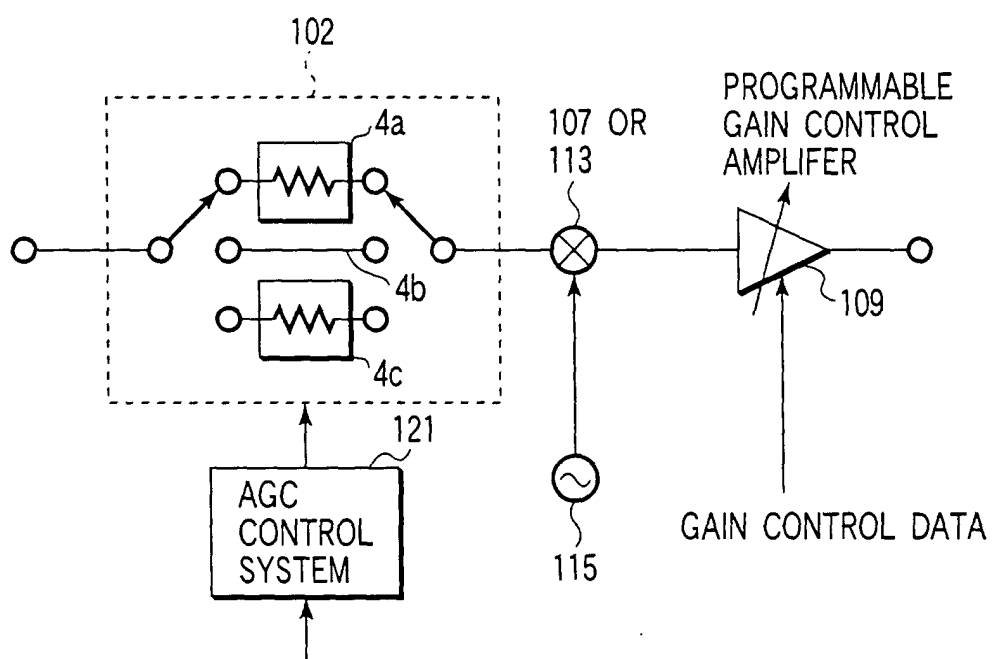 102
4a
4b
4c
107 OR
113
PROGRAMMABLE
GAIN CONTROL
AMPLIFER
109
121
AGC
CONTROL
SYSTEM
115
GAIN CONTROL DATA